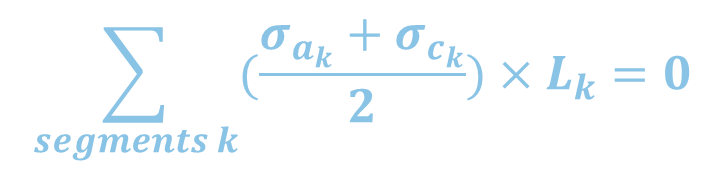 ∑ segments k (σ_{a_k} + σ_{c_k} / 2) × L_k = 0